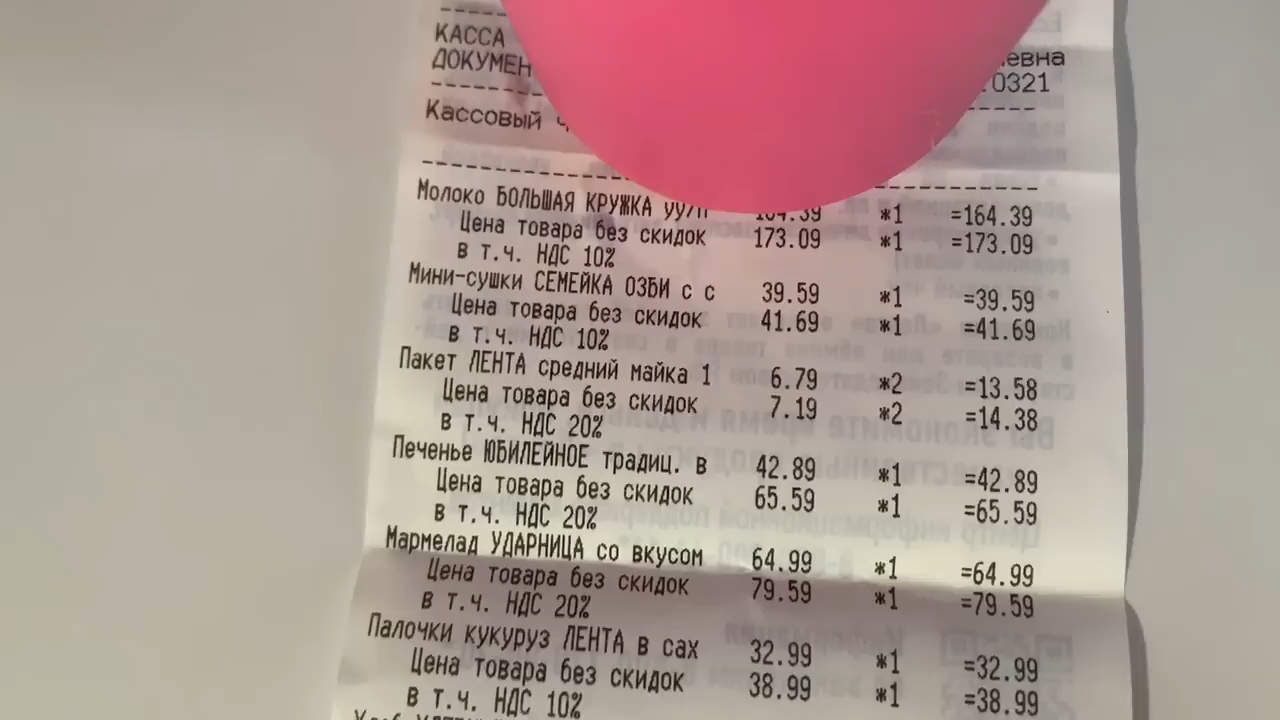 КАССА
ДОКУМЕН евна
.0321
Кассовый
Молоко БОЛЬШАЯ КРУЖКА уу/п 164.39 *1 =164.39
Цена товара без скидок 173.09 *1 =173.09
в т.ч. НДС 10%
Мини-сушки СЕМЕЙКА ОЗБИ с с 39.59 *1 =39.59
Цена товара без скидок 41.69 *1 =41.69
в т.ч. НДС 10%
Пакет ЛЕНТА средний майка 1 6.79 *2 =13.58
Цена товара без скидок 7.19 *2 =14.38
в т.ч. НДС 20%
Печенье ЮБИЛЕЙНОЕ традиц. в 42.89 *1 =42.89
Цена товара без скидок 65.59 *1 =65.59
в т.ч. НДС 20%
Мармелад УДАРНИЦА со вкусом 64.99 *1 =64.99
Цена товара без скидок 79.59 *1 =79.59
в т.ч. НДС 20%
Палочки кукуруз ЛЕНТА в сах 32.99 *1 =32.99
Цена товара без скидок 38.99 *1 =38.99
в т.ч. НДС 10%